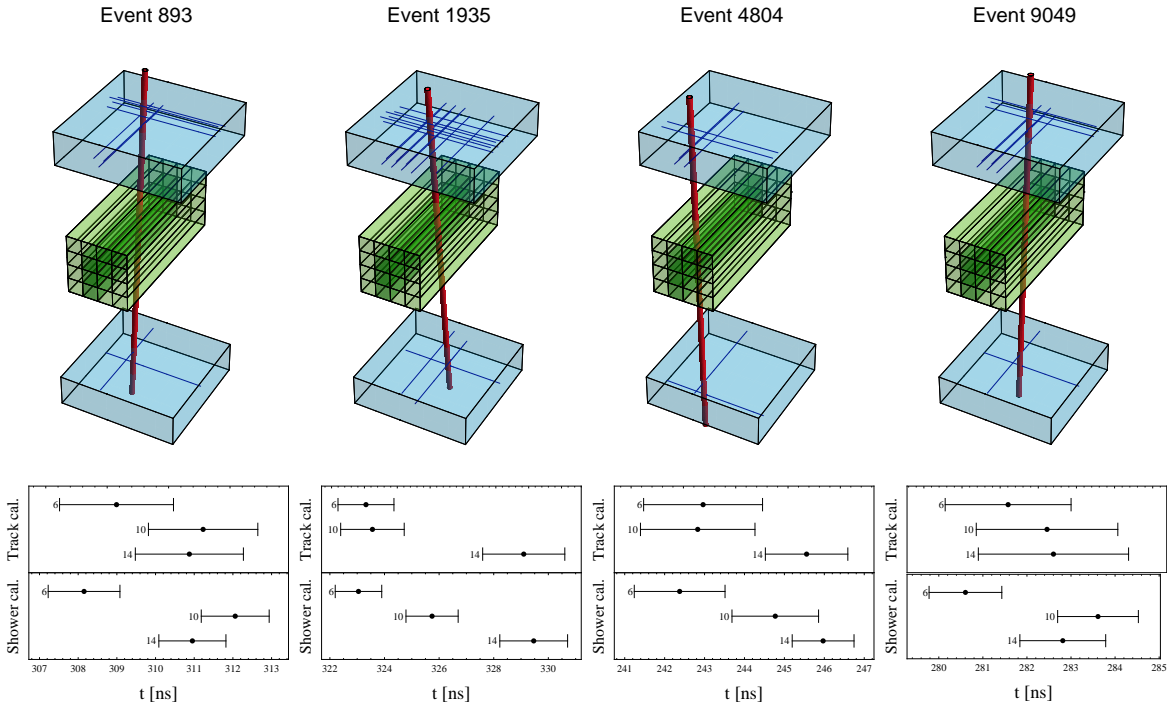 Event 893 Event 1935 Event 4804 Event 9049
Track cal. 6 10 14 Track cal. 6 10 14 Track cal. 6 10 14 Track cal. 6 10 14
Shower cal. 6 10 14 Shower cal. 6 10 14 Shower cal. 6 10 14 Shower cal. 6 10 14
307 308 309 310 311 312 313 322 324 326 328 330 241 242 243 244 245 246 247 280 281 282 283 284 285
t [ns] t [ns] t [ns] t [ns]